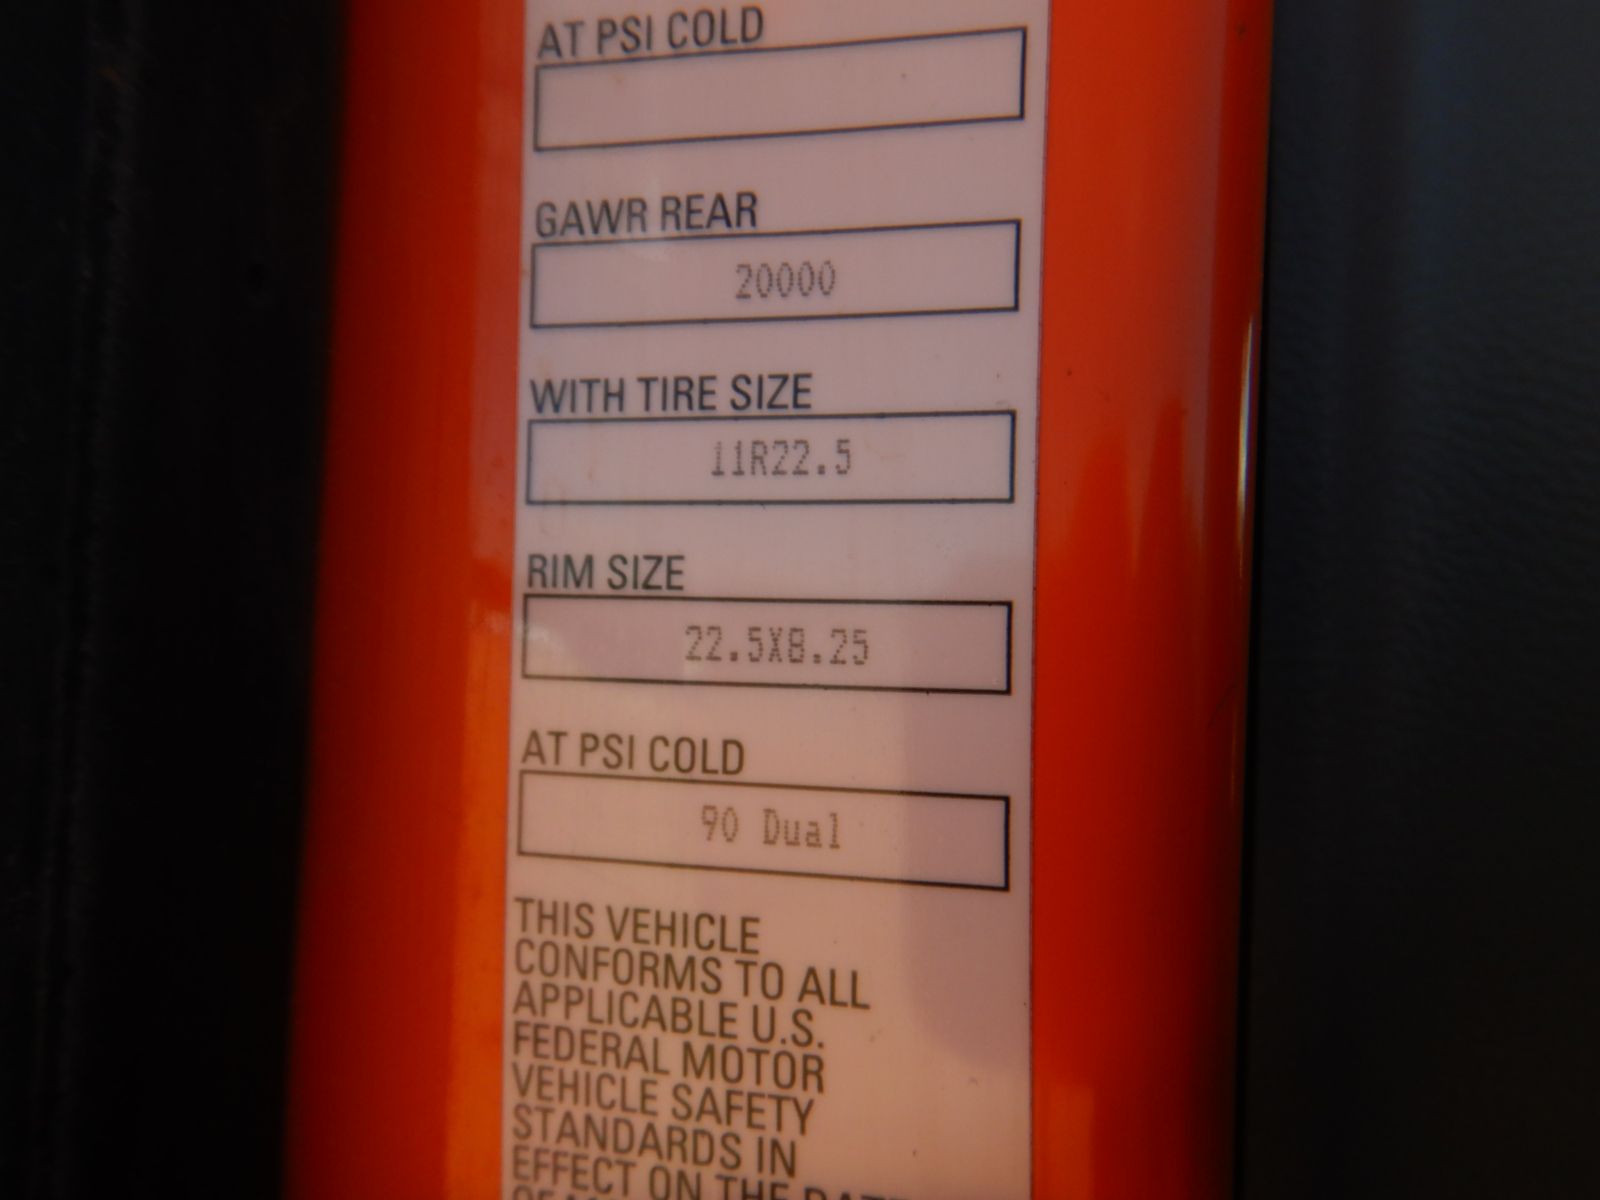 AT PSI COLD
GAWR REAR
20000
WITH TIRE SIZE
11R22.5
RIM SIZE
22.5X8.25
AT PSI COLD
90 Dual
THIS VEHICLE
CONFORMS TO ALL
APPLICABLE U.S.
FEDERAL MOTOR
VEHICLE SAFETY
STANDARDS IN
EFFECT ON THE DATE